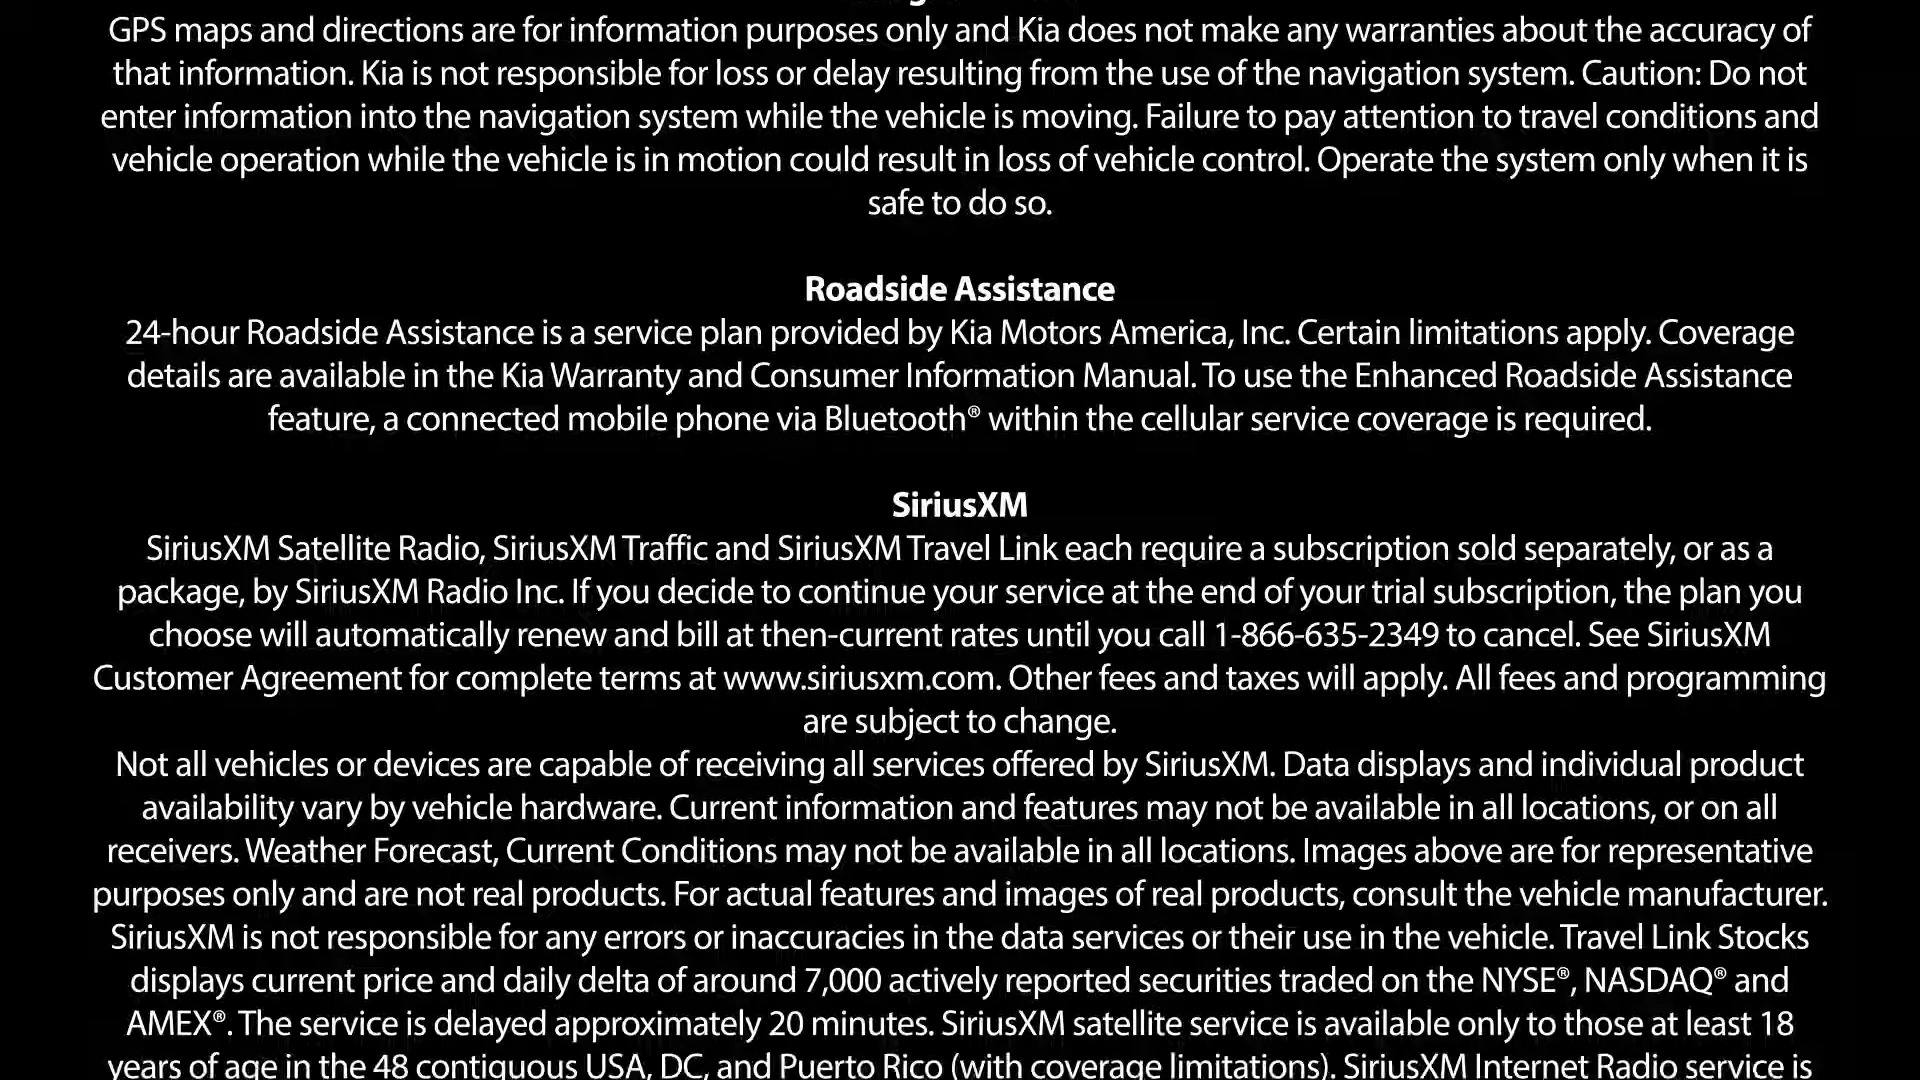 GPS maps and directions are for information purposes only and Kia does not make any warranties about the accuracy of
that information. Kia is not responsible for loss or delay resulting from the use of the navigation system. Caution: Do not
enter information into the navigation system while the vehicle is moving. Failure to pay attention to travel conditions and
vehicle operation while the vehicle is in motion could result in loss of vehicle control. Operate the system only when it is
safe to do so.
Roadside Assistance
24-hour Roadside Assistance is a service plan provided by Kia Motors America, Inc. Certain limitations apply. Coverage
details are available in the Kia Warranty and Consumer Information Manual. To use the Enhanced Roadside Assistance
feature, a connected mobile phone via Bluetooth® within the cellular service coverage is required.
SiriusXM
SiriusXM Satellite Radio, SiriusXM Traffic and SiriusXM Travel Link each require a subscription sold separately, or as a
package, by SiriusXM Radio Inc. If you decide to continue your service at the end of your trial subscription, the plan you
choose will automatically renew and bill at then-current rates until you call 1-866-635-2349 to cancel. See SiriusXM
Customer Agreement for complete terms at www.siriusxm.com. Other fees and taxes will apply. All fees and programming
are subject to change.
Not all vehicles or devices are capable of receiving all services offered by SiriusXM. Data displays and individual product
availability vary by vehicle hardware. Current information and features may not be available in all locations, or on all
receivers. Weather Forecast, Current Conditions may not be available in all locations. Images above are for representative
purposes only and are not real products. For actual features and images of real products, consult the vehicle manufacturer.
SiriusXM is not responsible for any errors or inaccuracies in the data services or their use in the vehicle. Travel Link Stocks
displays current price and daily delta of around 7,000 actively reported securities traded on the NYSE®, NASDAQ® and
AMEX®. The service is delayed approximately 20 minutes. SiriusXM satellite service is available only to those at least 18
years of age in the 48 contiguous USA, DC, and Puerto Rico (with coverage limitations). SiriusXM Internet Radio service is